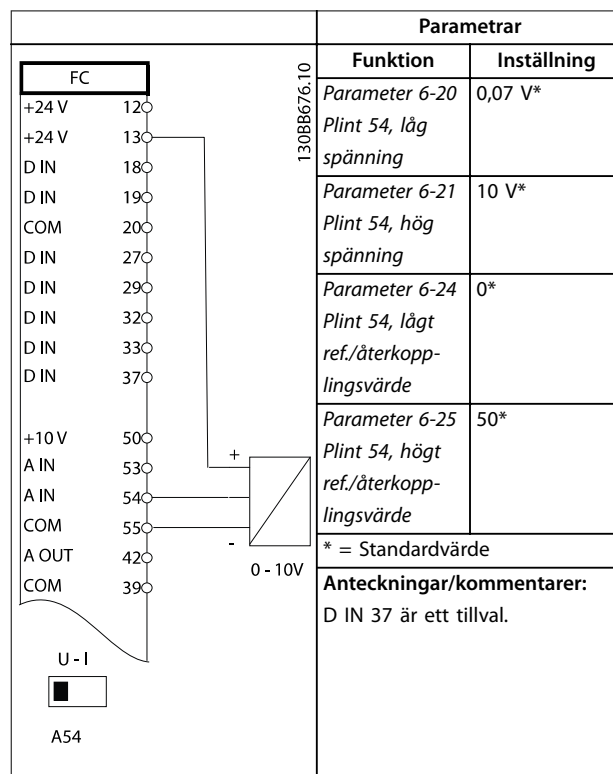 FC
+24 V 12
+24 V 13
D IN 18
D IN 19
COM 20
D IN 27
D IN 29
D IN 32
D IN 33
D IN 37
+10 V 50
A IN 53
A IN 54
COM 55
A OUT 42
COM 39
+
-
0 - 10V
U - I
A54
130BB676.10
Parametrar
Funktion Inställning
Parameter 6-20 0,07 V*
Plint 54, låg
spänning
Parameter 6-21 10 V*
Plint 54, hög
spänning
Parameter 6-24 0*
Plint 54, lågt
ref./återkopp-
lingsvärde
Parameter 6-25 50*
Plint 54, högt
ref./återkopp-
lingsvärde
* = Standardvärde
Anteckningar/kommentarer:
D IN 37 är ett tillval.